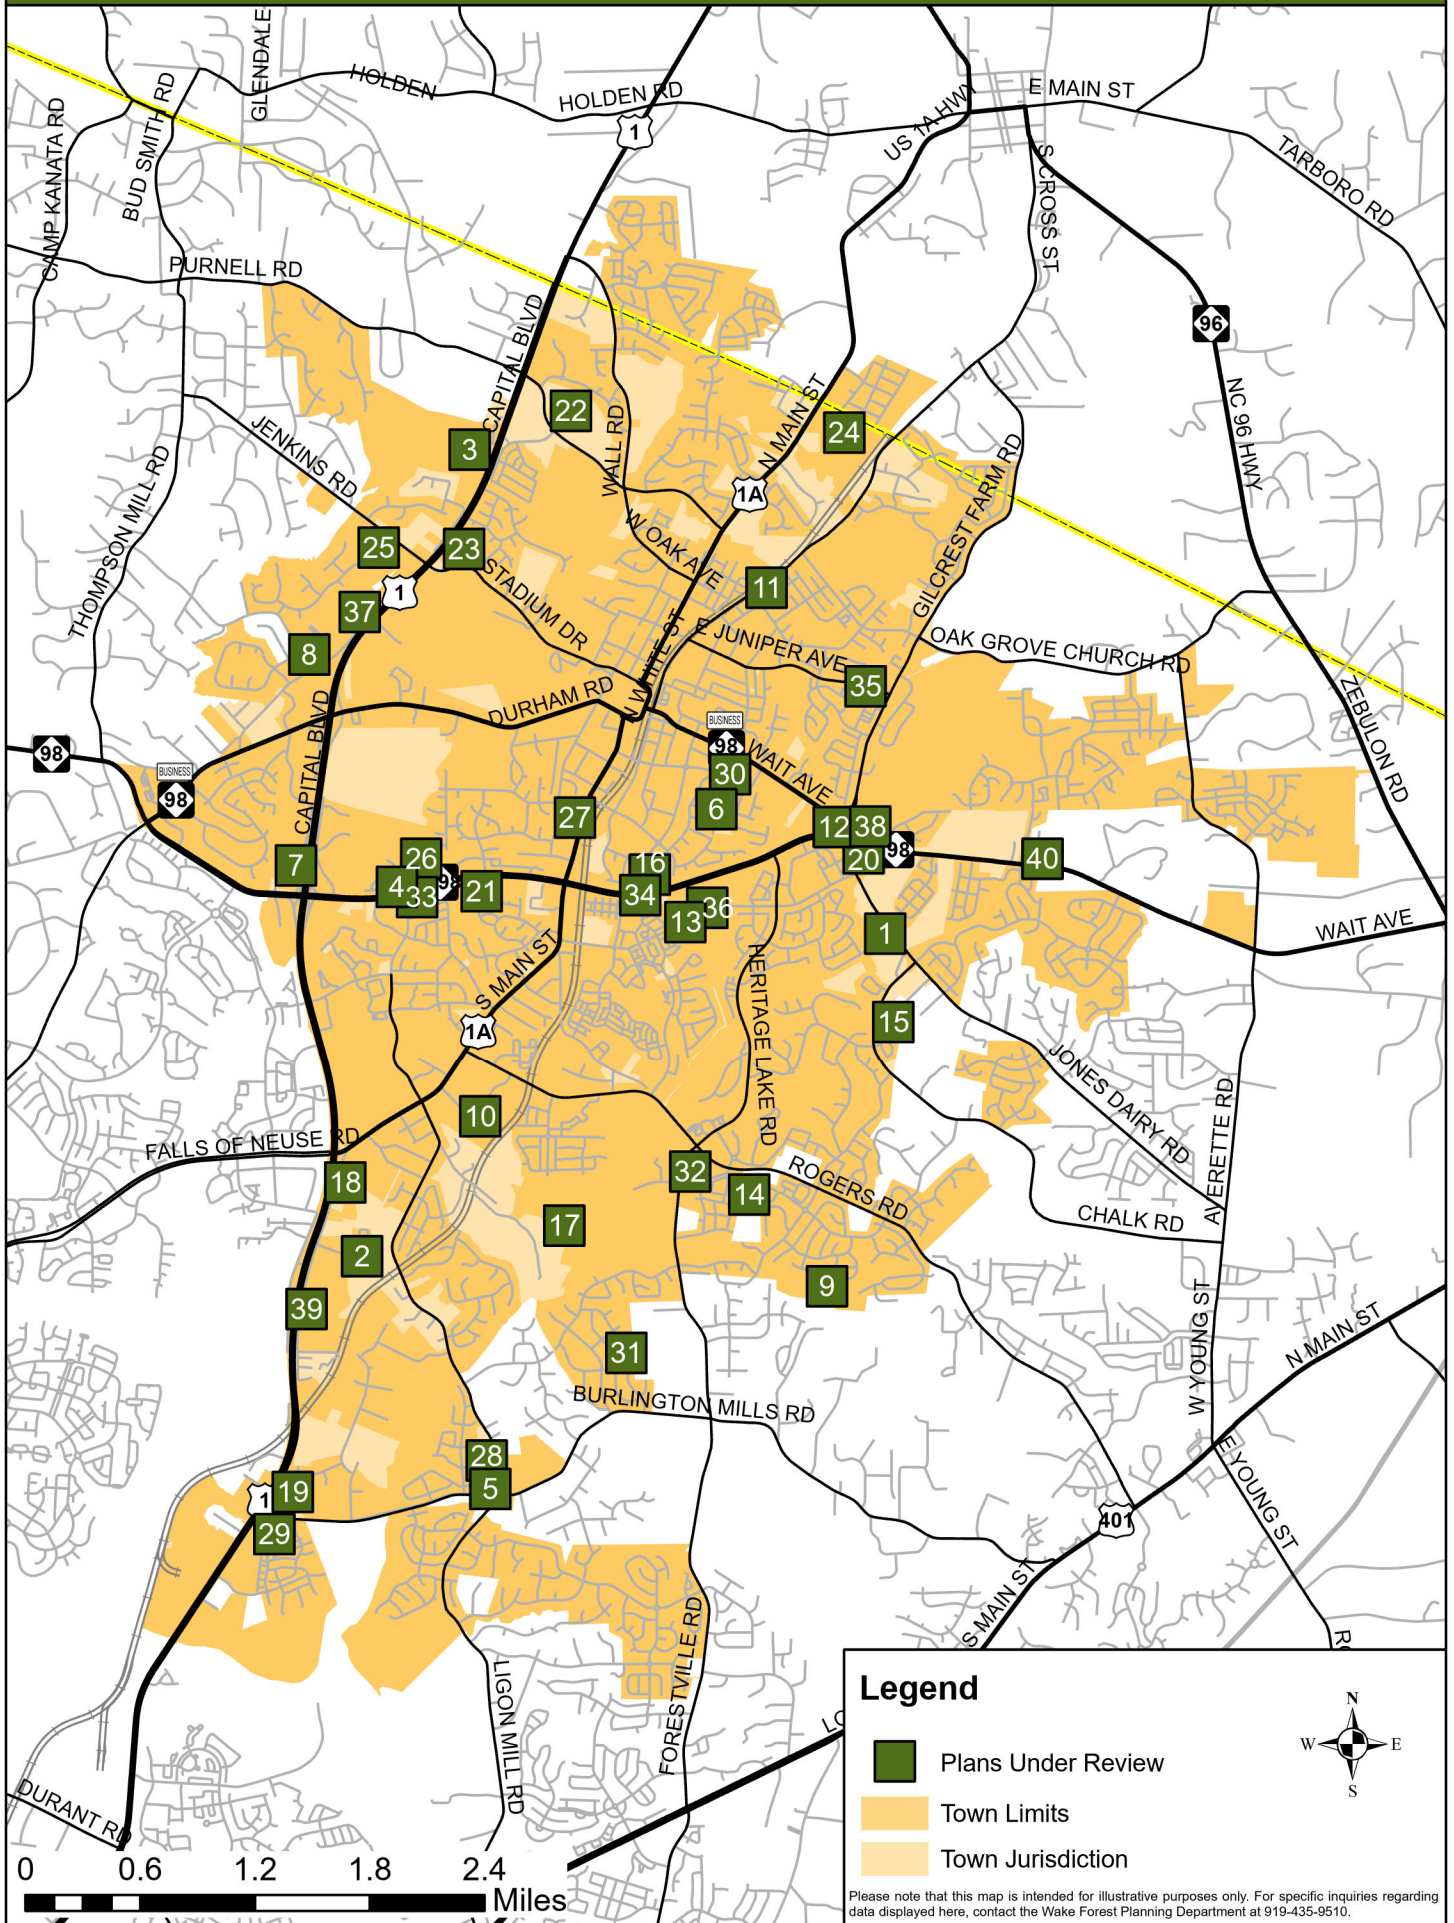 GLENDALE
HOLDEN
HOLDEN RD
E MAIN ST
CAMP KANATA RD
BUD SMITH RD
1
US 1A HWY
S CROSS ST
TARBORO RD
PURNELL RD
CAPITAL BLVD
96
NC 96 HWY
22
WALL RD
N MAIN ST
24
3
JENKINS RD
THOMPSON MILL RD
1A
GILCREST FARM RD
W OAK AVE
25
23
STADIUM DR
11
1
37
N WHITE ST
E JUNIPER AVE
OAK GROVE CHURCH RD
8
35
ZEBULON RD
DURHAM RD
CAPITAL BLVD
BUSINESS
98
98
WAIT AVE
BUSINESS
98
30
6
27
12
38
20
98
40
7
26
4
33
98
21
16
34
13
36
WAIT AVE
1
S MAIN ST
HERITAGE LAKE RD
1A
15
JONES DAIRY RD
AVERETTE RD
10
FALLS OF NEUSE RD
18
32
14
ROGERS RD
CHALK RD
17
2
9
39
W YOUNG ST
N MAIN ST
31
BURLINGTON MILLS RD
28
5
E YOUNG ST
1
19
29
401
S MAIN ST
FORESTVILLE RD
LIGON MILL RD
LO
RO
DURANT RD
Legend
N
W
E
S
Plans Under Review
Town Limits
Town Jurisdiction
Please note that this map is intended for illustrative purposes only. For specific inquiries regarding
data displayed here, contact the Wake Forest Planning Department at 919-435-9510.
0 0.6 1.2 1.8 2.4
Miles